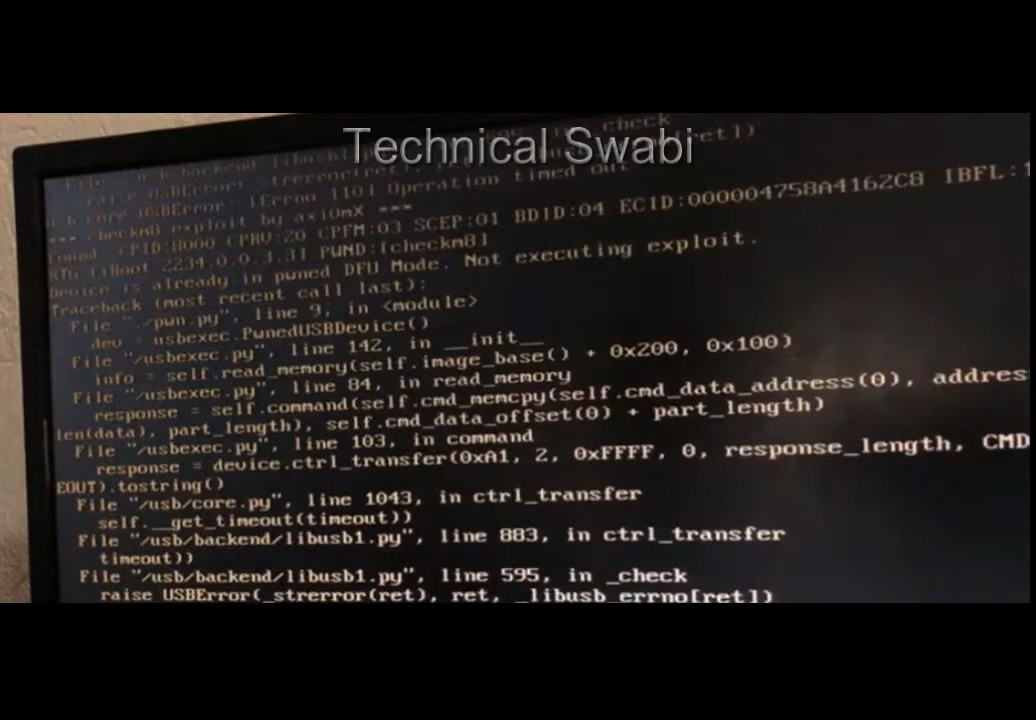 Technical Swabi
_check
raise USBError(_strerror(ret), [ret])
USBError: [Errno 110] Operation timed out
*** checkm8 exploit by axi0mX ***
Found: CPID:8000 CPRV:20 CPFM:03 SCEP:01 BDID:04 ECID:000004758A4162C8 IBFL:1
RTG:[iBoot-2234.0.0.3.3] PWND:[checkm8]
Device is already in pwned DFU Mode. Not executing exploit.
Traceback (most recent call last):
File "./pwn.py", line 9, in <module>
dev = usbexec.PwnedUSBDevice()
File "/usbexec.py", line 142, in __init__
info = self.read_memory(self.image_base() + 0x200, 0x100)
File "/usbexec.py", line 84, in read_memory
response = self.command(self.cmd_memcpy(self.cmd_data_address(0), addres
len(data), part_length), self.cmd_data_offset(0) + part_length)
File "/usbexec.py", line 103, in command
response = device.ctrl_transfer(0xA1, 2, 0xFFFF, 0, response_length, CMD
EOUT).tostring()
File "/usb/core.py", line 1043, in ctrl_transfer
self.__get_timeout(timeout))
File "/usb/backend/libusb1.py", line 883, in ctrl_transfer
timeout))
File "/usb/backend/libusb1.py", line 595, in _check
raise USBError(_strerror(ret), ret, _libusb_errno[ret])